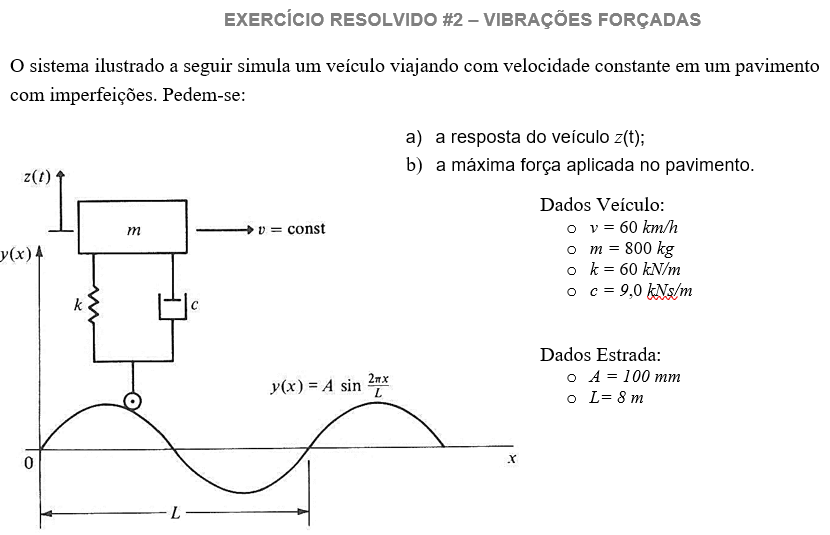 EXERCÍCIO RESOLVIDO #2 – VIBRAÇÕES FORÇADAS
O sistema ilustrado a seguir simula um veículo viajando com velocidade constante em um pavimento
com imperfeições. Pedem-se:
a) a resposta do veículo z(t);
b) a máxima força aplicada no pavimento.
z(t)
Dados Veículo:
m
v = const
o v = 60 km/h
y(x)
o m = 800 kg
o k = 60 kN/m
k
c
o c = 9,0 kNs/m
Dados Estrada:
y(x) = A sin 2πx/L
o A = 100 mm
o L= 8 m
0
x
L